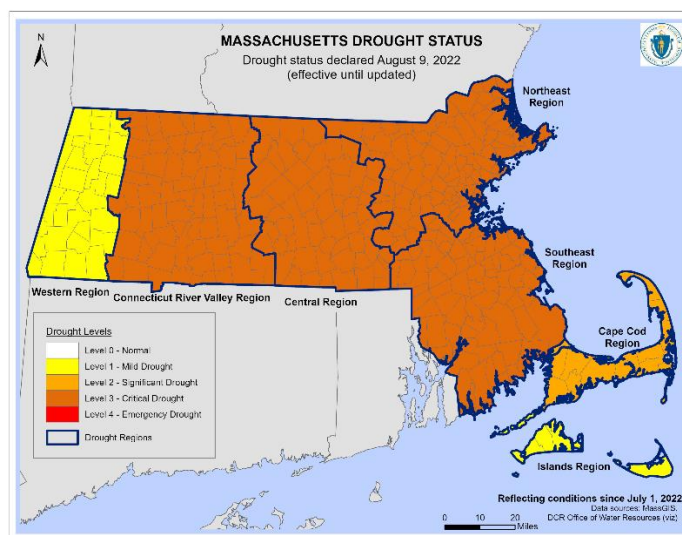 MASSACHUSETTS DROUGHT STATUS
Drought status declared August 9, 2022
(effective until updated)
N
Northeast
Region
Southeast
Region
Western Region
Connecticut River Valley Region
Central Region
Cape Cod
Region
Drought Levels
Level 0 - Normal
Level 1 - Mild Drought
Level 2 - Significant Drought
Level 3 - Critical Drought
Level 4 - Emergency Drought
Drought Regions
Islands Region
Reflecting conditions since July 1, 2022
Data sources: MassGIS.
DCR Office of Water Resources (viz)
0 10 20
Miles